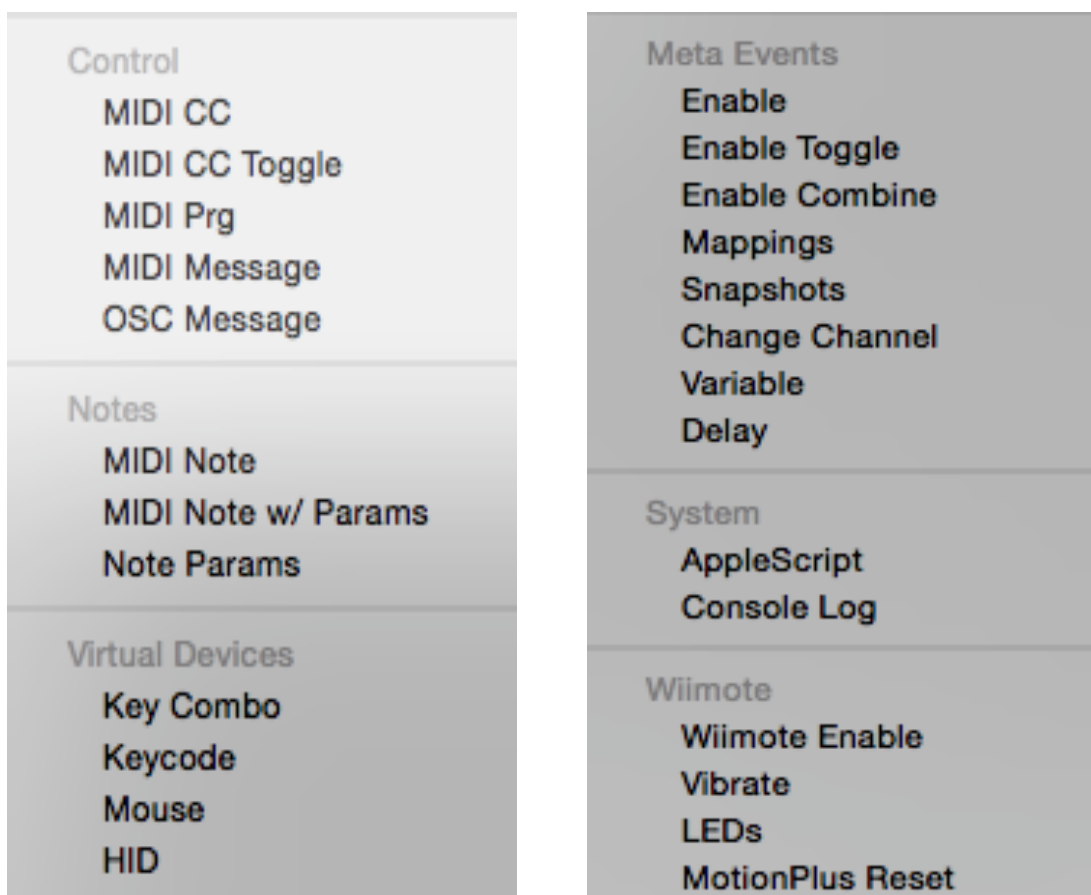 Control
MIDI CC
MIDI CC Toggle
MIDI Prg
MIDI Message
OSC Message
Notes
MIDI Note
MIDI Note w/ Params
Note Params
Virtual Devices
Key Combo
Keycode
Mouse
HID
Meta Events
Enable
Enable Toggle
Enable Combine
Mappings
Snapshots
Change Channel
Variable
Delay
System
AppleScript
Console Log
Wiimote
Wiimote Enable
Vibrate
LEDs
MotionPlus Reset